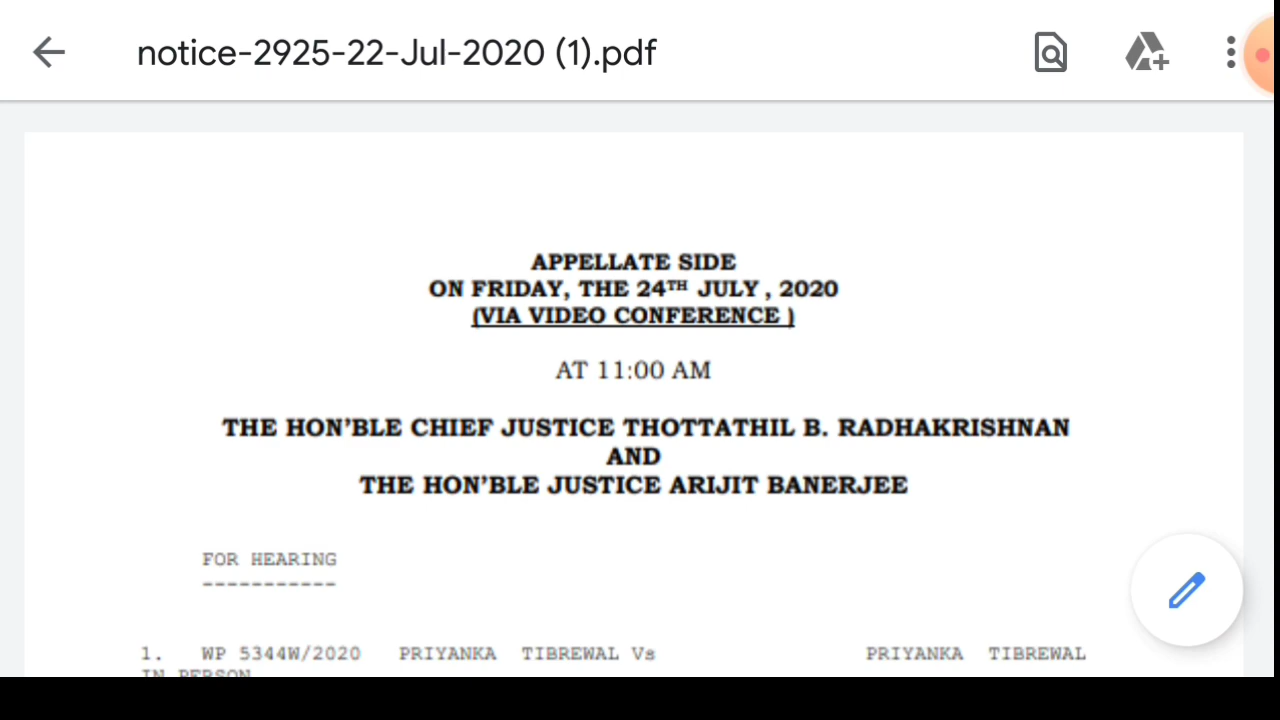 notice-2925-22-Jul-2020 (1).pdf
APPELLATE SIDE
ON FRIDAY, THE 24TH JULY , 2020
(VIA VIDEO CONFERENCE )
AT 11:00 AM
THE HON'BLE CHIEF JUSTICE THOTTATHIL B. RADHAKRISHNAN
AND
THE HON'BLE JUSTICE ARIJIT BANERJEE
FOR HEARING
-----------
1. WP 5344W/2020 PRIYANKA TIBREWAL Vs PRIYANKA TIBREWAL
IN PERSON